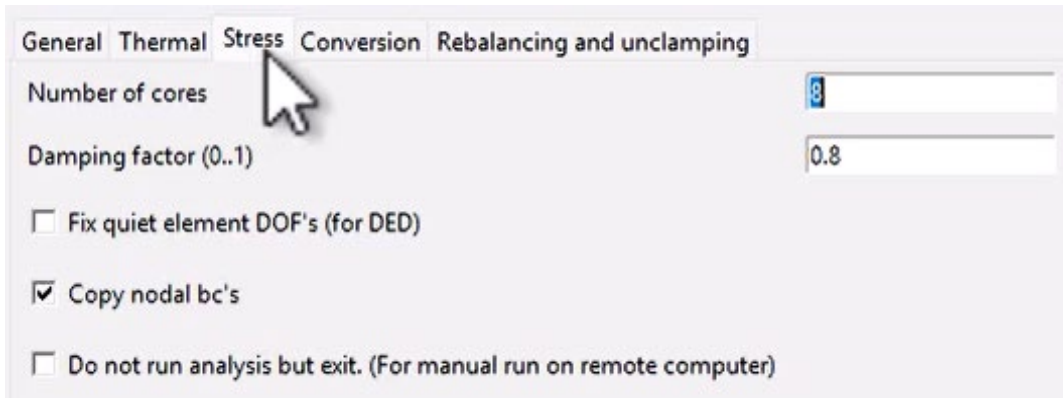 General Thermal Stress Conversion Rebalancing and unclamping
Number of cores 8
Damping factor (0..1) 0.8
Fix quiet element DOF's (for DED)
Copy nodal bc's
Do not run analysis but exit. (For manual run on remote computer)